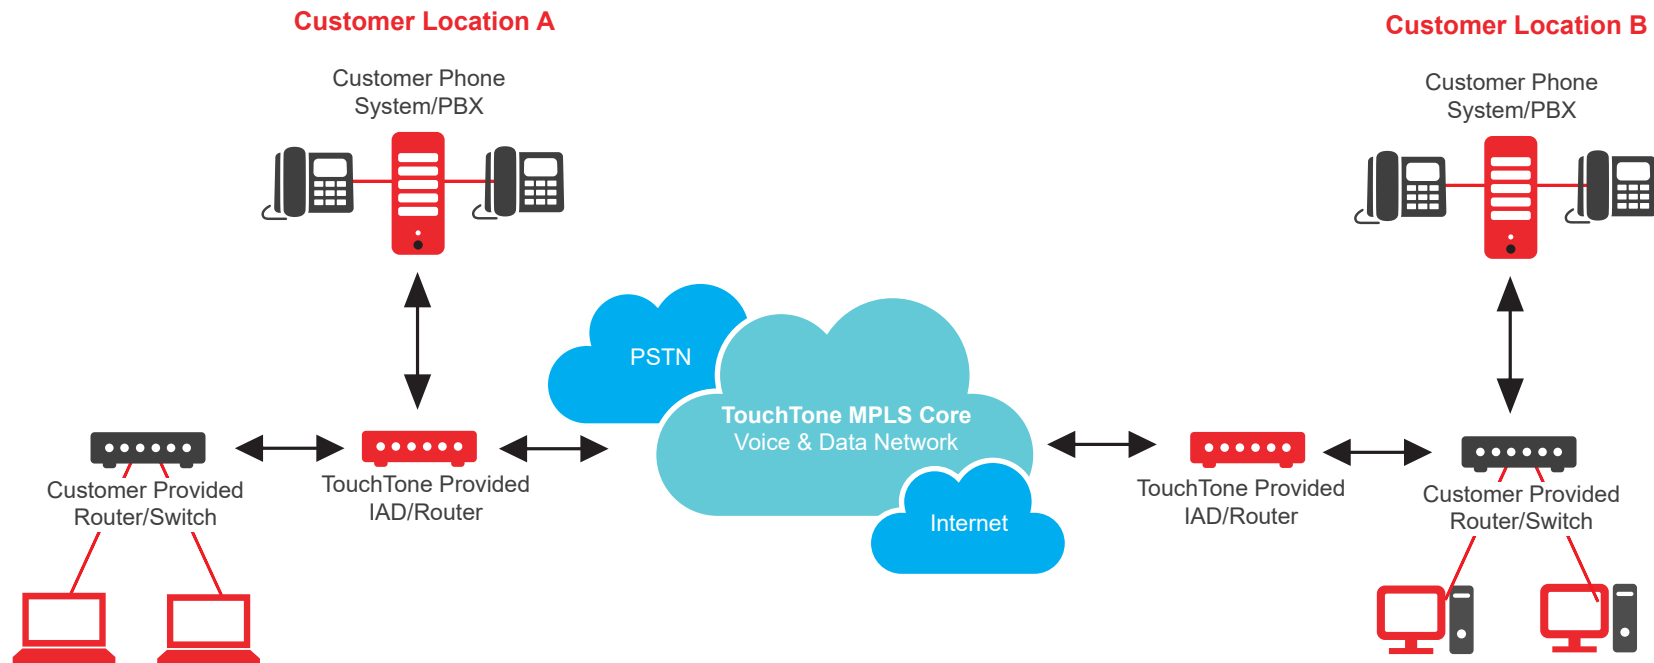 Customer Location A
Customer Phone
System/PBX
Customer Location B
Customer Phone
System/PBX
PSTN
TouchTone MPLS Core
Voice & Data Network
Internet
Customer Provided
Router/Switch
TouchTone Provided
IAD/Router
TouchTone Provided
IAD/Router
Customer Provided
Router/Switch